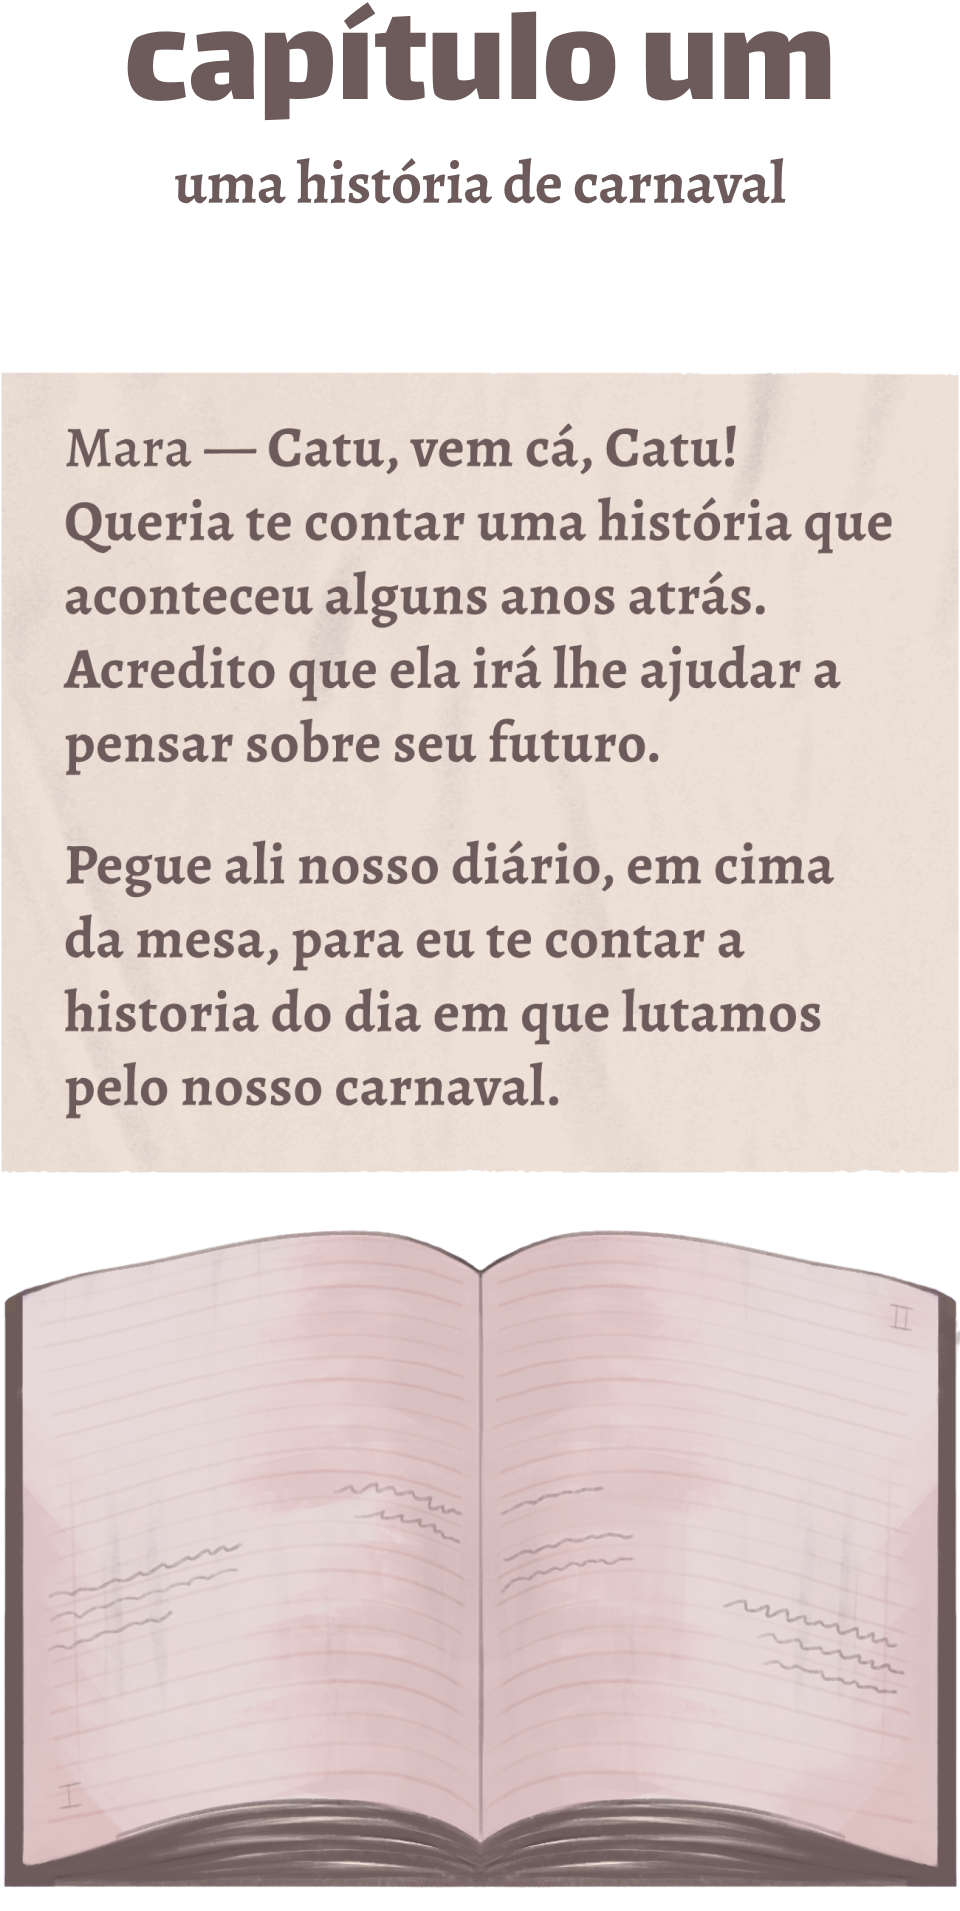 capítulo um
uma história de carnaval
Mara — Catu, vem cá, Catu!
Queria te contar uma história que
aconteceu alguns anos atrás.
Acredito que ela irá lhe ajudar a
pensar sobre seu futuro.
Pegue ali nosso diário, em cima
da mesa, para eu te contar a
historia do dia em que lutamos
pelo nosso carnaval.
II
I